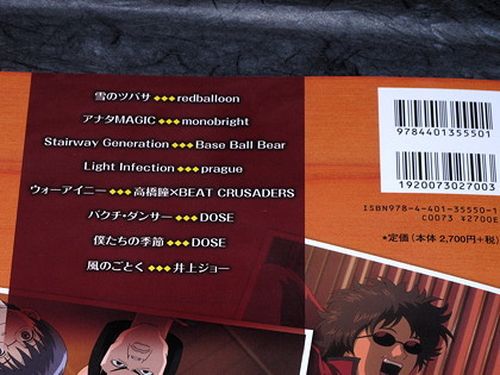 雪のツバサ◆◆◆redballoon
アナタMAGIC◆◆◆monobright
Stairway Generation◆◆◆Base Ball Bear
Light Infection◆◆◆prague
ウォーアイニー◆◆◆高橋瞳×BEAT CRUSADERS
バクチ・ダンサー◆◆◆DOSE
僕たちの季節◆◆◆DOSE
風のごとく◆◆◆井上ジョー
9784401355501
1920073027003
ISBN978-4-401-35550-1
C0073 ¥2700E
*定価(本体2,700円+税)